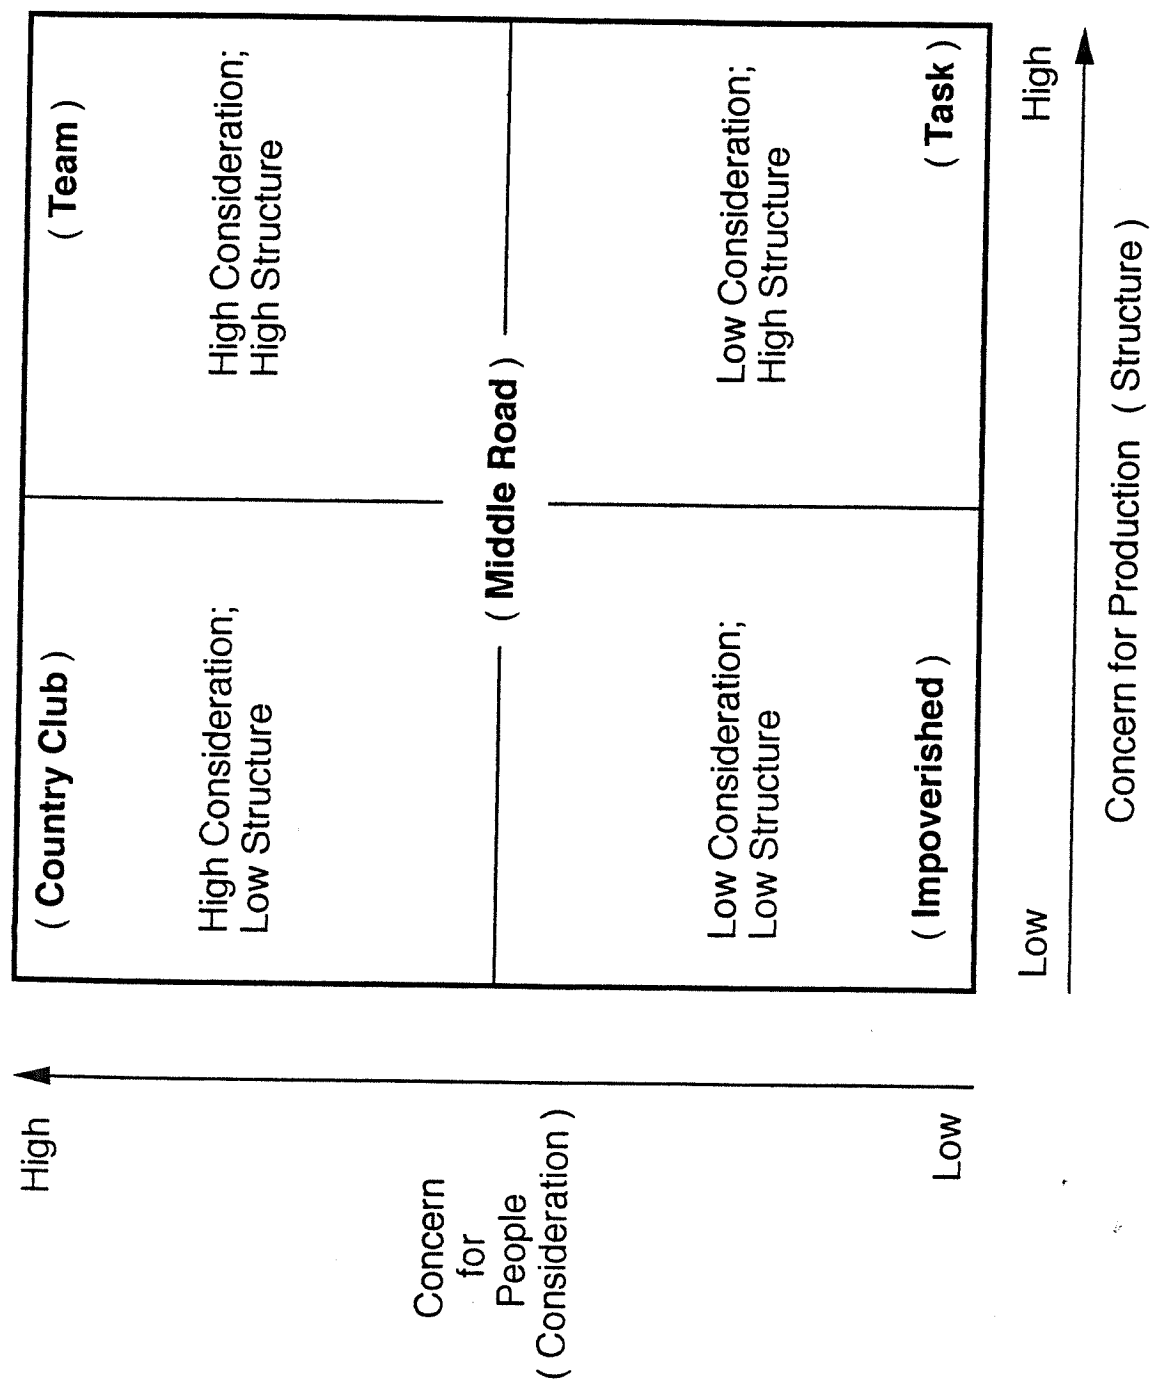 High
Concern
for
People
( Consideration )
Low
( Country Club )
High Consideration;
Low Structure
( Team )
High Consideration;
High Structure
( Middle Road )
Low Consideration;
Low Structure
( Impoverished )
Low Consideration;
High Structure
( Task )
Low
High
Concern for Production ( Structure )